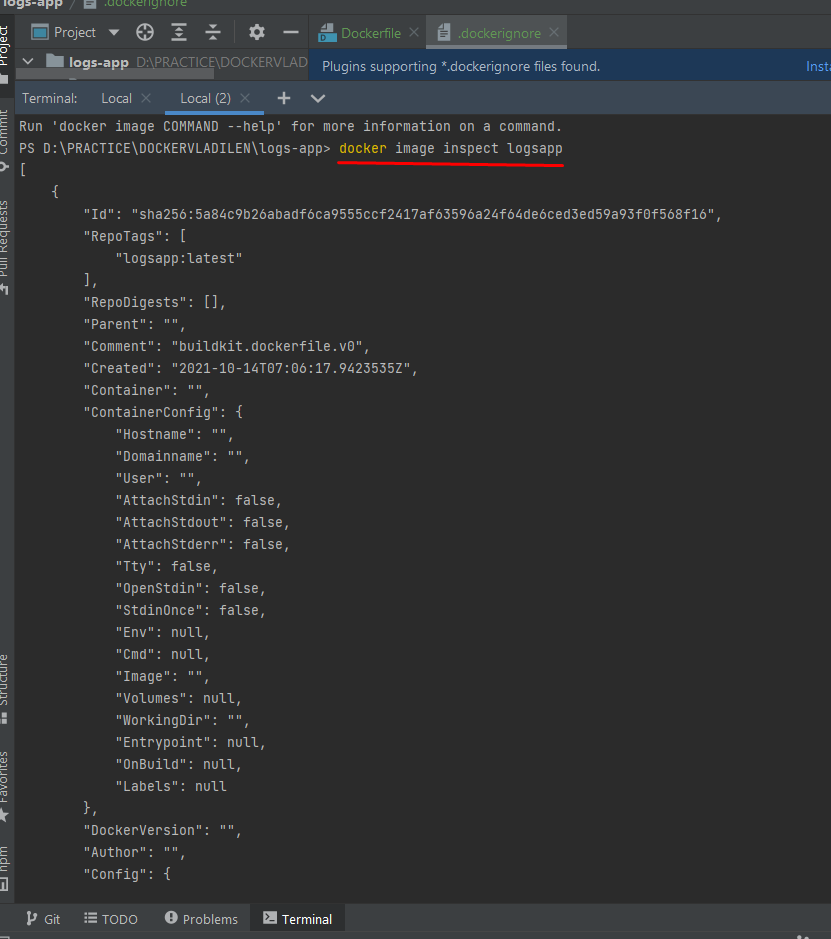 logs-app / .dockerignore
Project
Dockerfile
.dockerignore
logs-app D:\PRACTICE\DOCKERVLAD
Plugins supporting *.dockerignore files found.
Terminal: Local Local (2)
Run 'docker image COMMAND --help' for more information on a command.
PS D:\PRACTICE\DOCKERVLADILEN\logs-app> docker image inspect logsapp
[
{
"Id": "sha256:5a84c9b26abadf6ca9555ccf2417af63596a24f64de6ced3ed59a93f0f568f16",
"RepoTags": [
"logsapp:latest"
],
"RepoDigests": [],
"Parent": "",
"Comment": "buildkit.dockerfile.v0",
"Created": "2021-10-14T07:06:17.9423535Z",
"Container": "",
"ContainerConfig": {
"Hostname": "",
"Domainname": "",
"User": "",
"AttachStdin": false,
"AttachStdout": false,
"AttachStderr": false,
"Tty": false,
"OpenStdin": false,
"StdinOnce": false,
"Env": null,
"Cmd": null,
"Image": "",
"Volumes": null,
"WorkingDir": "",
"Entrypoint": null,
"OnBuild": null,
"Labels": null
},
"DockerVersion": "",
"Author": "",
"Config": {
Project
Commit
Pull Requests
Structure
Favorites
npm
Git TODO Problems Terminal